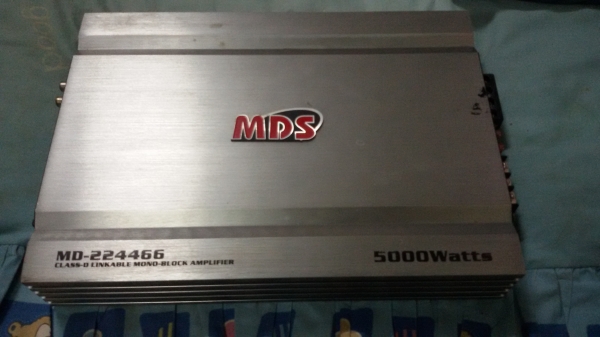 MDS
MD-224466
CLASS-D LINKABLE MONO-BLOCK AMPLIFIER
5000Watts